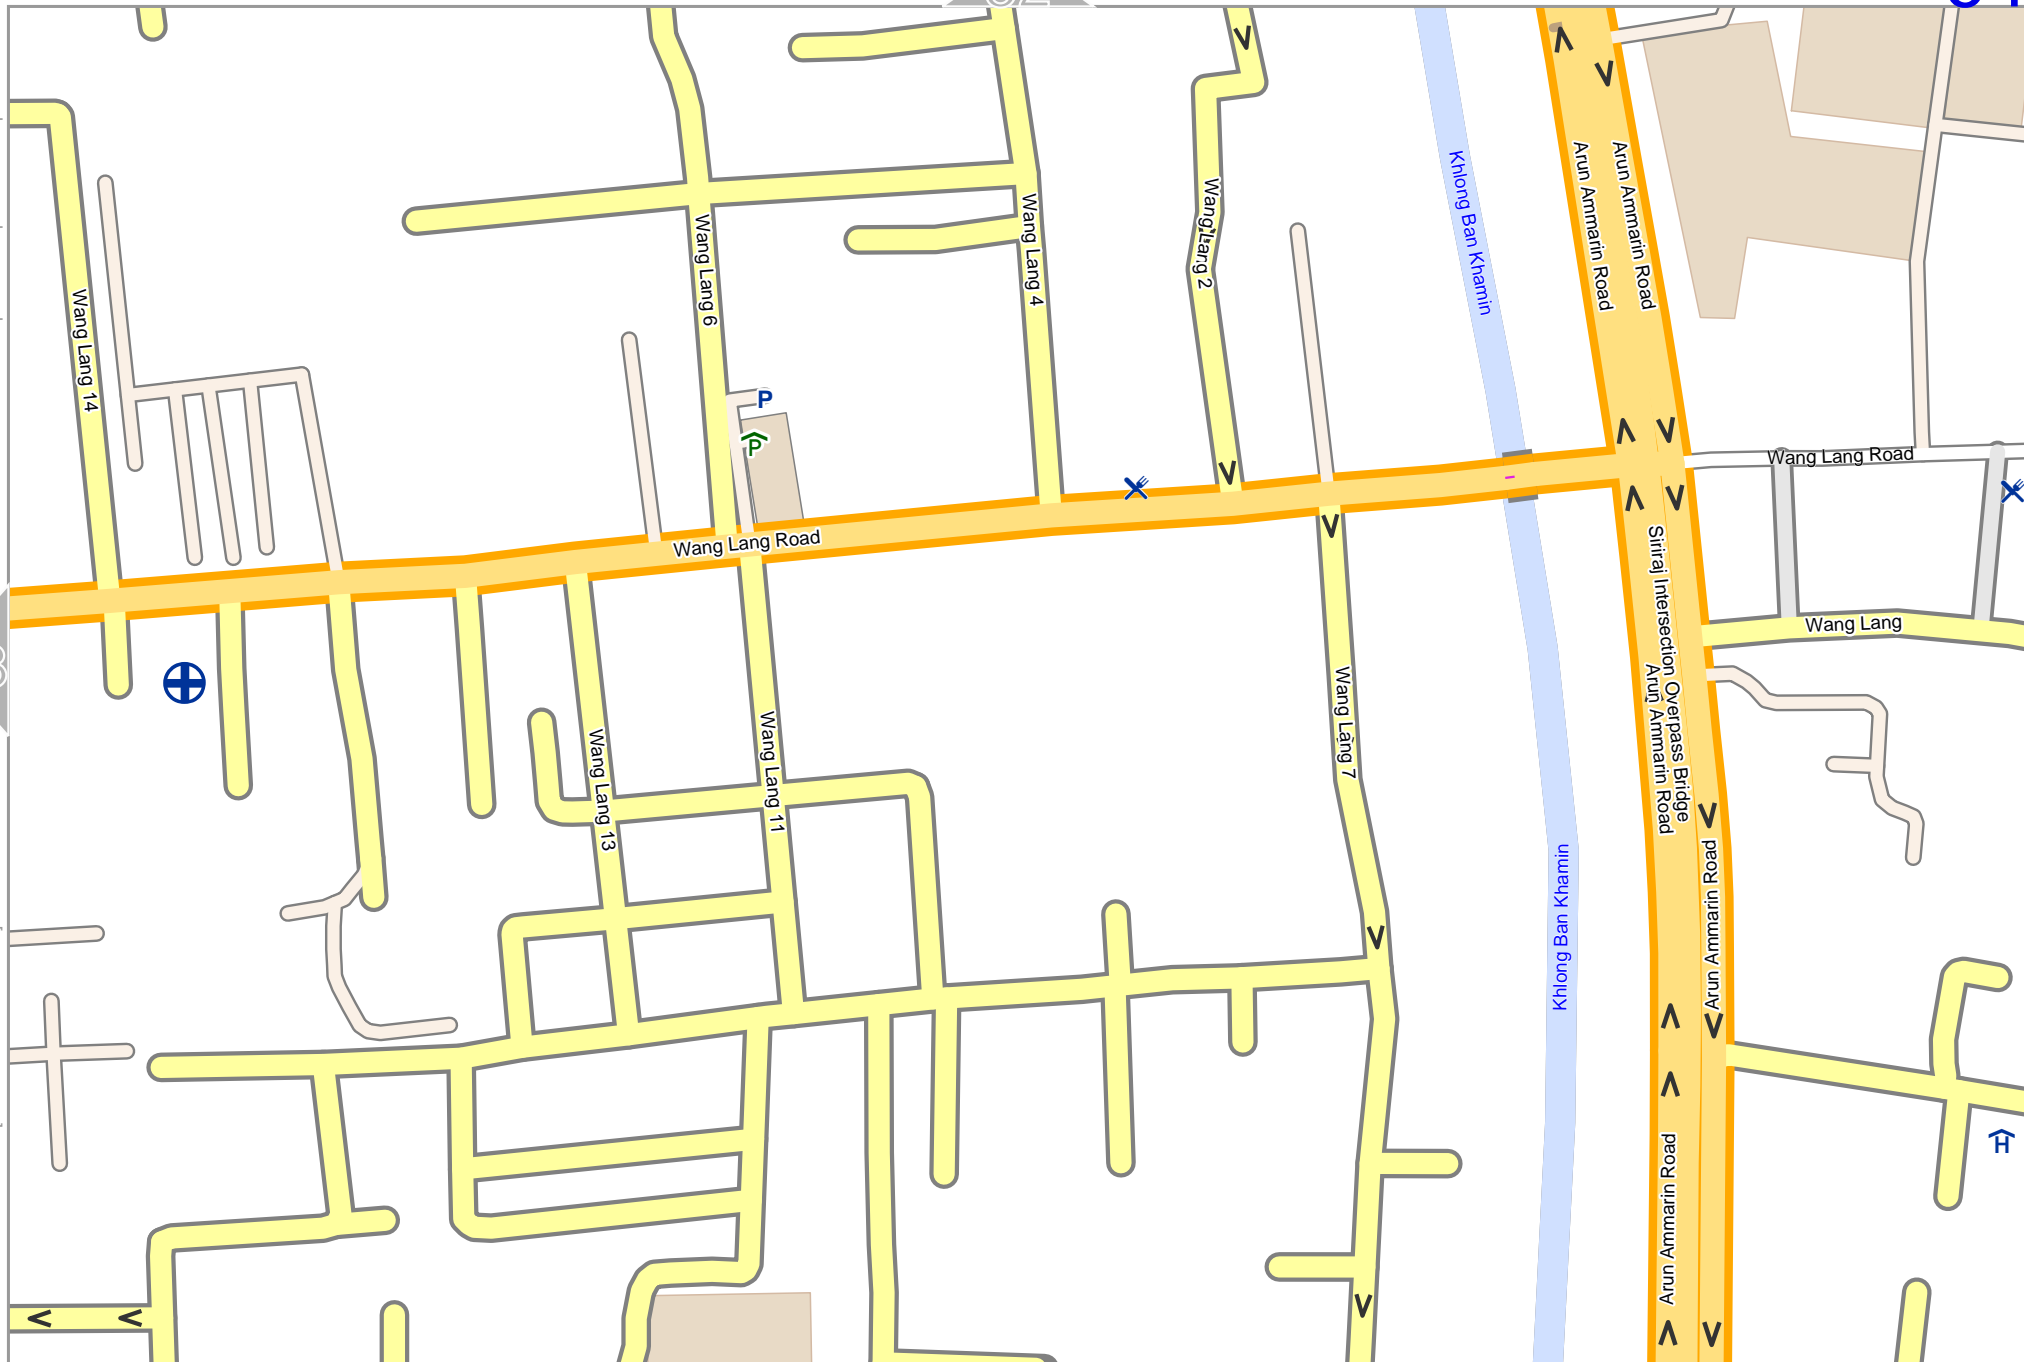 Arun Ammarin Road
Arun Ammarin Road
Khlong Ban Khamin
Wang Lang 2
Wang Lang 4
Wang Lang 6
Wang Lang 14
P
P
Wang Lang Road
Wang Lang Road
Siriraj Intersection Overpass Bridge
Arun Ammarin Road
Wang Lang
Wang Lang 7
Wang Lang 11
Wang Lang 13
Khlong Ban Khamin
Arun Ammarin Road
H
Arun Ammarin Road